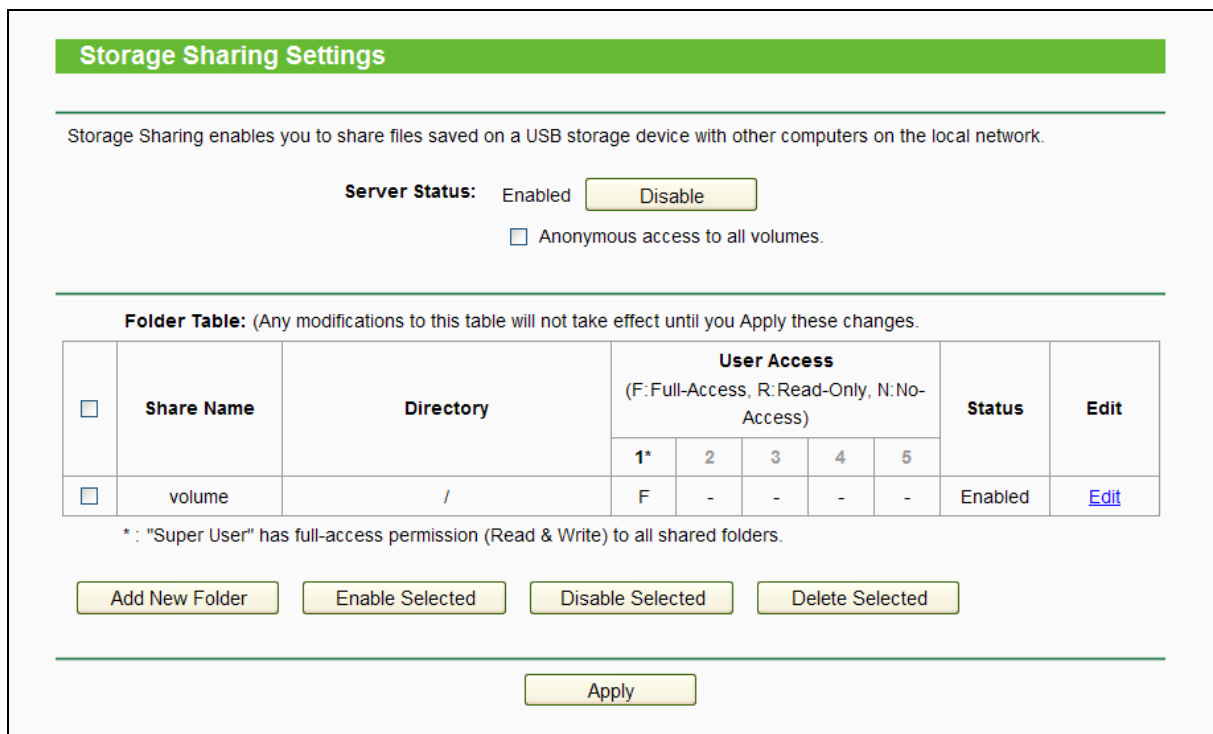 Storage Sharing Settings
Storage Sharing enables you to share files saved on a USB storage device with other computers on the local network.
Server Status: Enabled Disable
Anonymous access to all volumes.
Folder Table: (Any modifications to this table will not take effect until you Apply these changes.
Share Name Directory User Access (F:Full-Access, R:Read-Only, N:No-Access) Status Edit
1* 2 3 4 5
volume / F - - - - Enabled Edit
* : "Super User" has full-access permission (Read & Write) to all shared folders.
Add New Folder Enable Selected Disable Selected Delete Selected
Apply